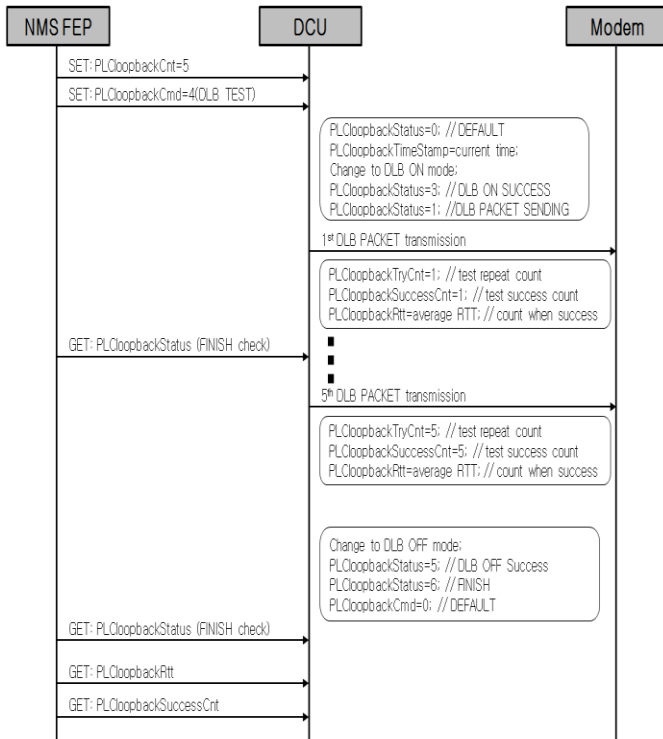 NMS FEP
DCU
Modem
SET: PLCloopbackCnt=5
SET: PLCloopbackCmd=4(DLB TEST)
PLCloopbackStatus=0; // DEFAULT
PLCloopbackTimeStamp=current time;
Change to DLB ON mode;
PLCloopbackStatus=3; // DLB ON SUCCESS
PLCloopbackStatus=1; //DLB PACKET SENDING
1st DLB PACKET transmission
PLCloopbackTryCnt=1; // test repeat count
PLCloopbackSuccessCnt=1; // test success count
PLCloopbackRtt=average RTT; // count when success
GET: PLCloopbackStatus (FINISH check)
5th DLB PACKET transmission
PLCloopbackTryCnt=5; // test repeat count
PLCloopbackSuccessCnt=5; // test success count
PLCloopbackRtt=average RTT; // count when success
Change to DLB OFF mode;
PLCloopbackStatus=5; // DLB OFF Success
PLCloopbackStatus=6; // FINISH
PLCloopbackCmd=0; // DEFAULT
GET: PLCloopbackStatus (FINISH check)
GET: PLCloopbackRtt
GET: PLCloopbackSuccessCnt